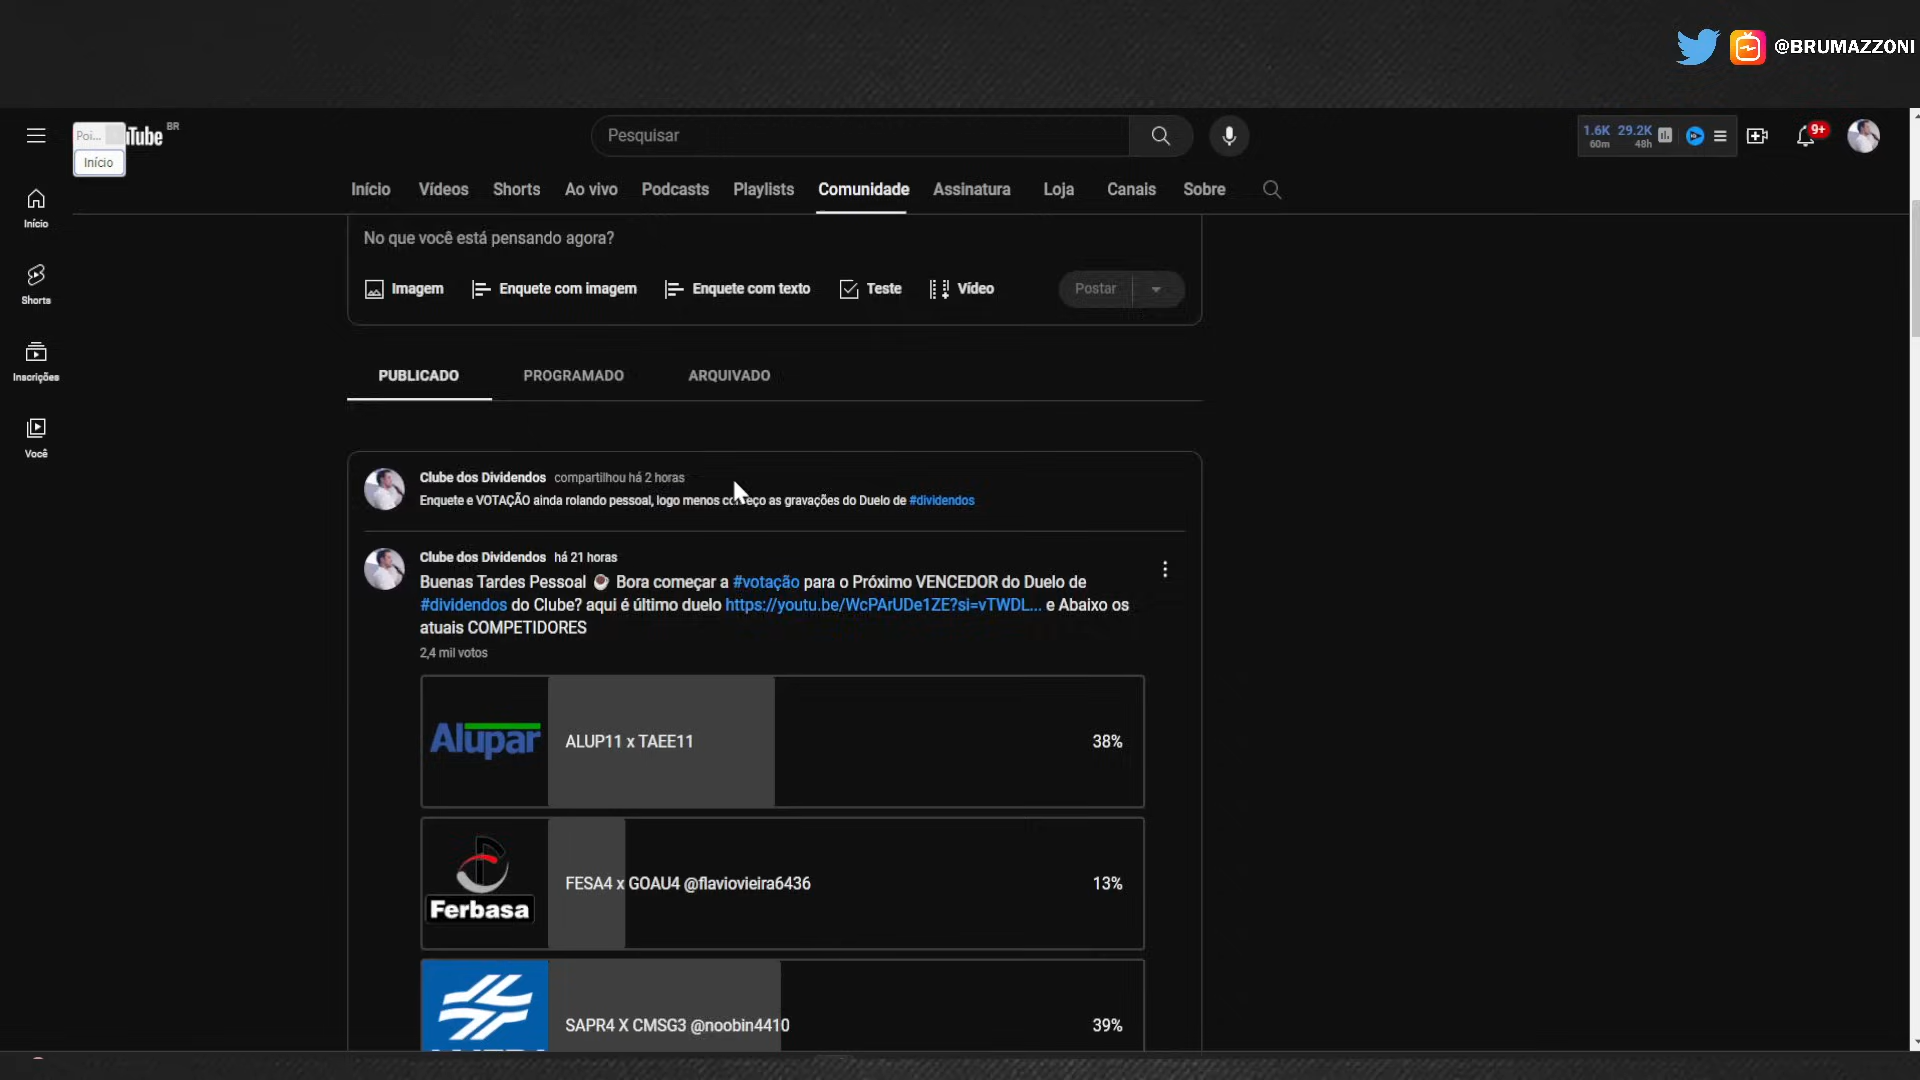 @BRUMAZZONI
Poi...
uTube BR
Início
Pesquisar
1.6K 29.2K
60m 48h
9+
Início Vídeos Shorts Ao vivo Podcasts Playlists Comunidade Assinatura Loja Canais Sobre
Início
Shorts
Inscrições
Você
No que você está pensando agora?
Imagem Enquete com imagem Enquete com texto Teste Vídeo Postar
PUBLICADO PROGRAMADO ARQUIVADO
Clube dos Dividendos compartilhou há 2 horas
Enquete e VOTAÇÃO ainda rolando pessoal, logo menos começo as gravações do Duelo de #dividendos
Clube dos Dividendos há 21 horas
Buenas Tardes Pessoal ☕ Bora começar a #votação para o Próximo VENCEDOR do Duelo de
#dividendos do Clube? aqui é último duelo https://youtu.be/WcPArUDe1ZE?si=vTWDL... e Abaixo os
atuais COMPETIDORES
2,4 mil votos
Alupar ALUP11 x TAEE11 38%
FESA4 x GOAU4 @flaviovieira6436 13%
Ferbasa
SAPR4 X CMSG3 @noobin4410 39%